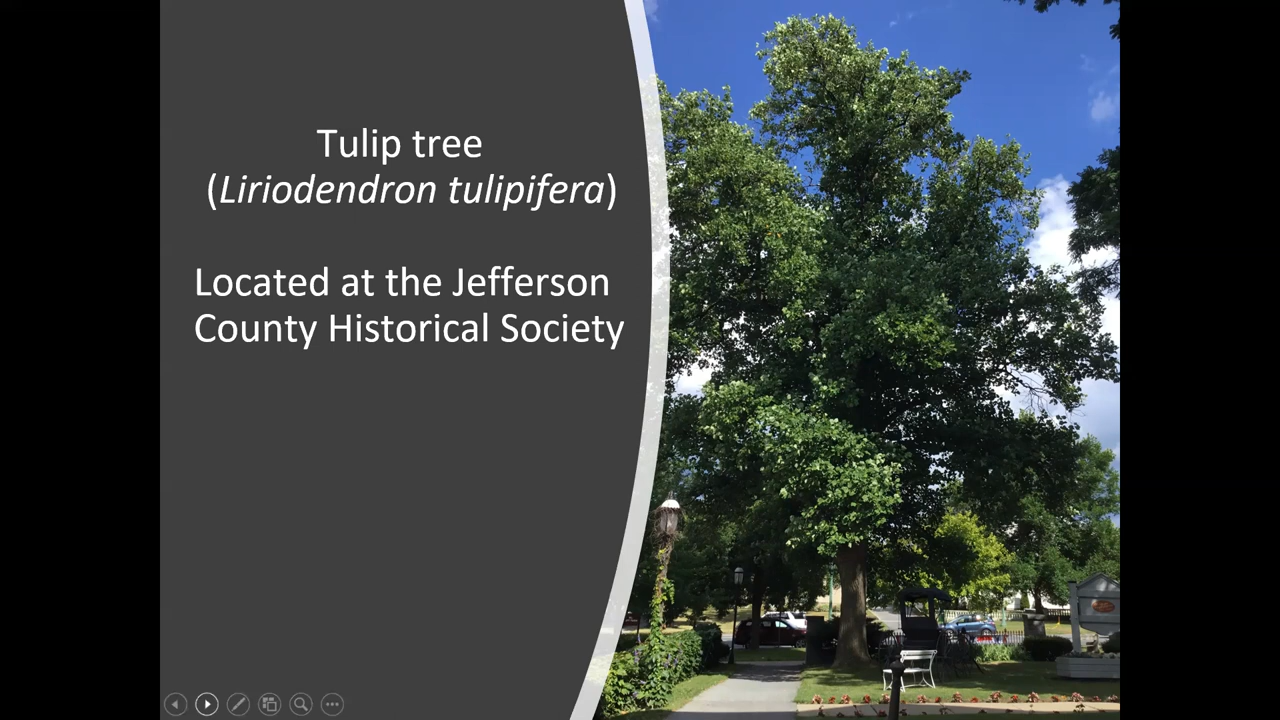 Tulip tree
(Liriodendron tulipifera)
Located at the Jefferson
County Historical Society